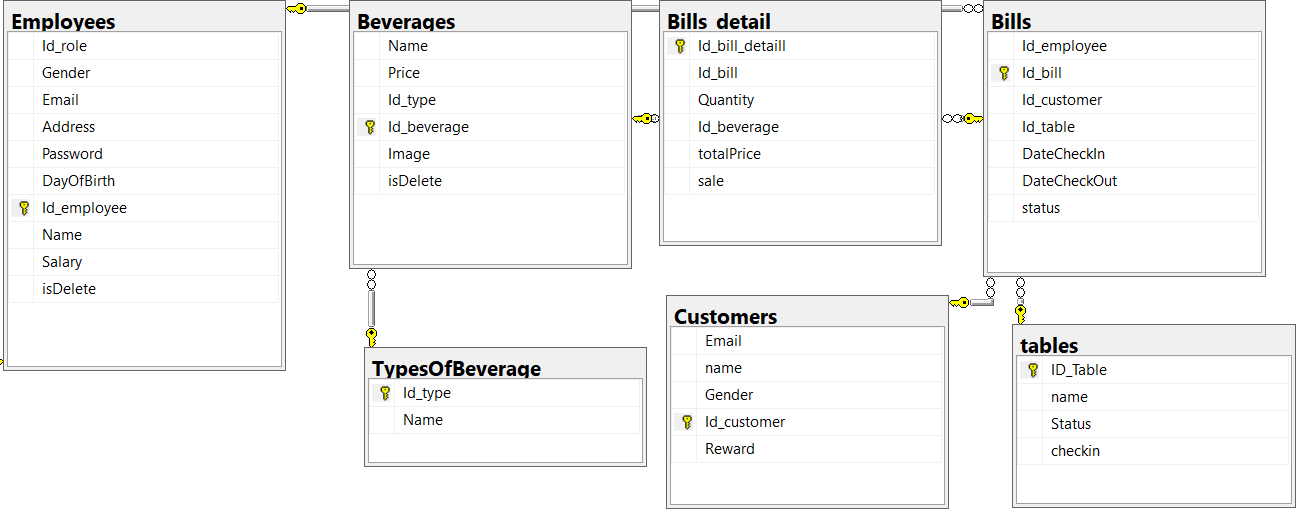 Employees
Id_role
Gender
Email
Address
Password
DayOfBirth
Id_employee
Name
Salary
isDelete
Beverages
Name
Price
Id_type
Id_beverage
Image
isDelete
Bills_detail
Id_bill_detaill
Id_bill
Quantity
Id_beverage
totalPrice
sale
Bills
Id_employee
Id_bill
Id_customer
Id_table
DateCheckIn
DateCheckOut
status
TypesOfBeverage
Id_type
Name
Customers
Email
name
Gender
Id_customer
Reward
tables
ID_Table
name
Status
checkin